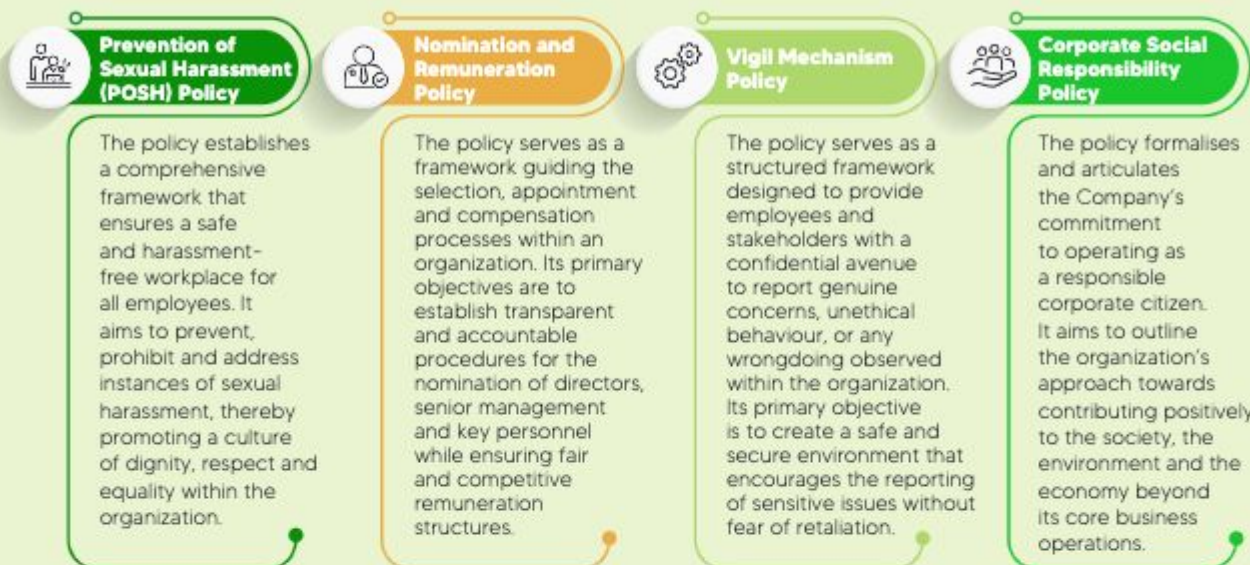 Prevention of
Sexual Harassment
(POSH) Policy
The policy establishes
a comprehensive
framework that
ensures a safe
and harassment-
free workplace for
all employees. It
aims to prevent,
prohibit and address
instances of sexual
harassment, thereby
promoting a culture
of dignity, respect and
equality within the
organization.
Nomination and
Remuneration
Policy
The policy serves as a
framework guiding the
selection, appointment
and compensation
processes within an
organization. Its primary
objectives are to
establish transparent
and accountable
procedures for the
nomination of directors,
senior management
and key personnel
while ensuring fair
and competitive
remuneration
structures.
Vigil Mechanism
Policy
The policy serves as a
structured framework
designed to provide
employees and
stakeholders with a
confidential avenue
to report genuine
concerns, unethical
behaviour, or any
wrongdoing observed
within the organization.
Its primary objective
is to create a safe and
secure environment that
encourages the reporting
of sensitive issues without
fear of retaliation.
Corporate Social
Responsibility
Policy
The policy formalises
and articulates
the Company's
commitment
to operating as
a responsible
corporate citizen.
It aims to outline
the organization's
approach towards
contributing positively
to the society, the
environment and the
economy beyond
its core business
operations.